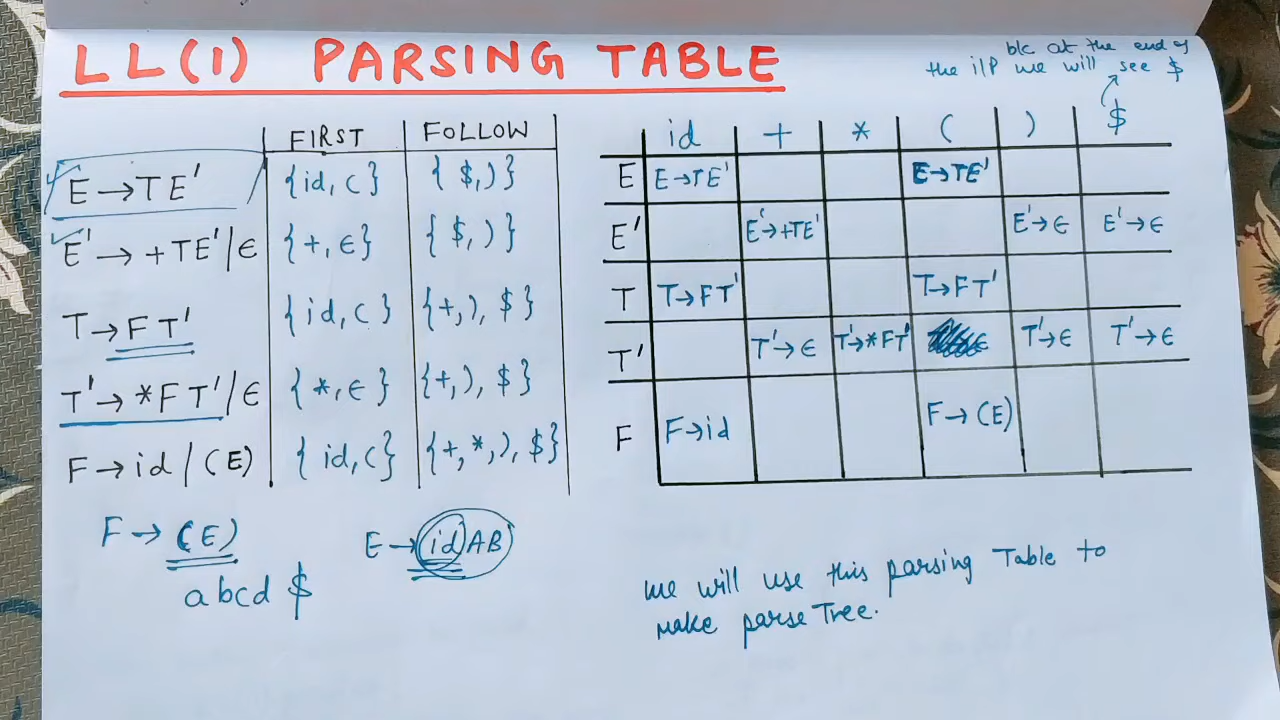 LL(1) PARSING TABLE
b/c at the end of
the i/P we will see $
FIRST FOLLOW
E→TE' {id, (} {$, )}
E'→+TE'/ε {+, ε} {$, )}
T→FT' {id, (} {+, ), $}
T'→*FT'/ε {*, ε} {+, ), $}
F→id/(E) {id, (} {+, *, ), $}
F→(E)
abcd $
E→idAB
id + * ( ) $
E E→TE' E→TE'
E' E'→+TE' E'→ε E'→ε
T T→FT' T→FT'
T' T'→ε T'→*FT' T'→ε T'→ε
F F→id F→(E)
we will use this parsing Table to
make parse Tree.